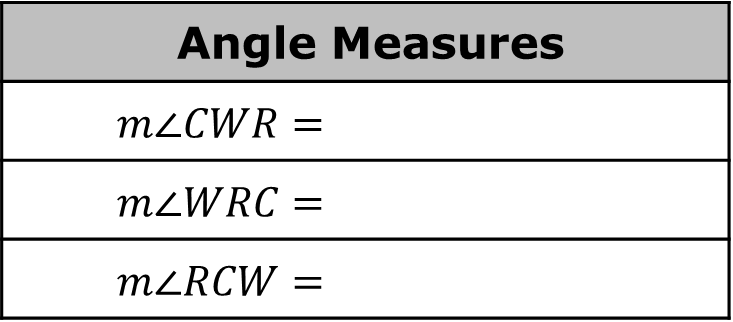 Angle Measures
m∠CWR =
m∠WRC =
m∠RCW =